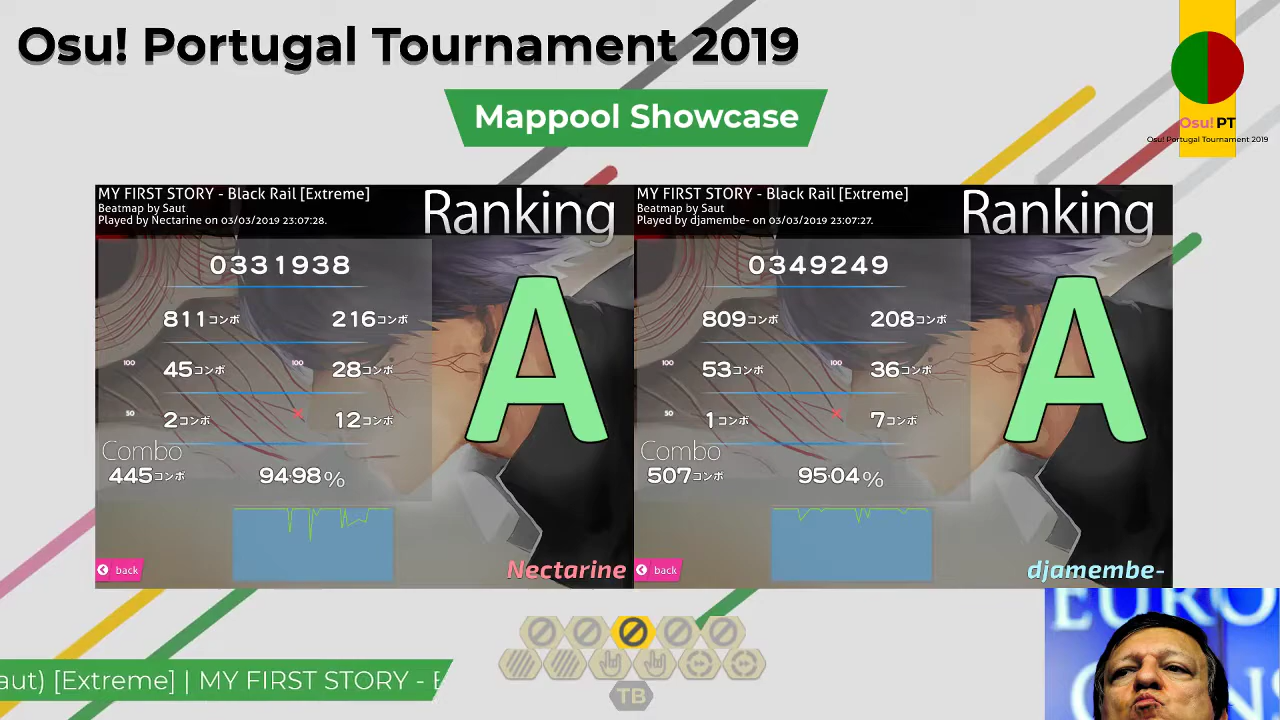 Osu! Portugal Tournament 2019
Osu! PT
Osu! Portugal Tournament 2019
Mappool Showcase
MY FIRST STORY - Black Rail [Extreme]
Beatmap by Saut
Played by Nectarine on 03/03/2019 23:07:28.
Ranking
0331938
811コンボ 216コンボ
100 45コンボ 100 28コンボ
50 2コンボ 12コンボ
Combo
445コンボ 94.98%
A
back
Nectarine
MY FIRST STORY - Black Rail [Extreme]
Beatmap by Saut
Played by djamembe- on 03/03/2019 23:07:27.
Ranking
0349249
809コンボ 208コンボ
100 53コンボ 100 36コンボ
50 1コンボ 7コンボ
Combo
507コンボ 95.04%
A
back
djamembe-
TB
aut) [Extreme] | MY FIRST STORY -
EURO